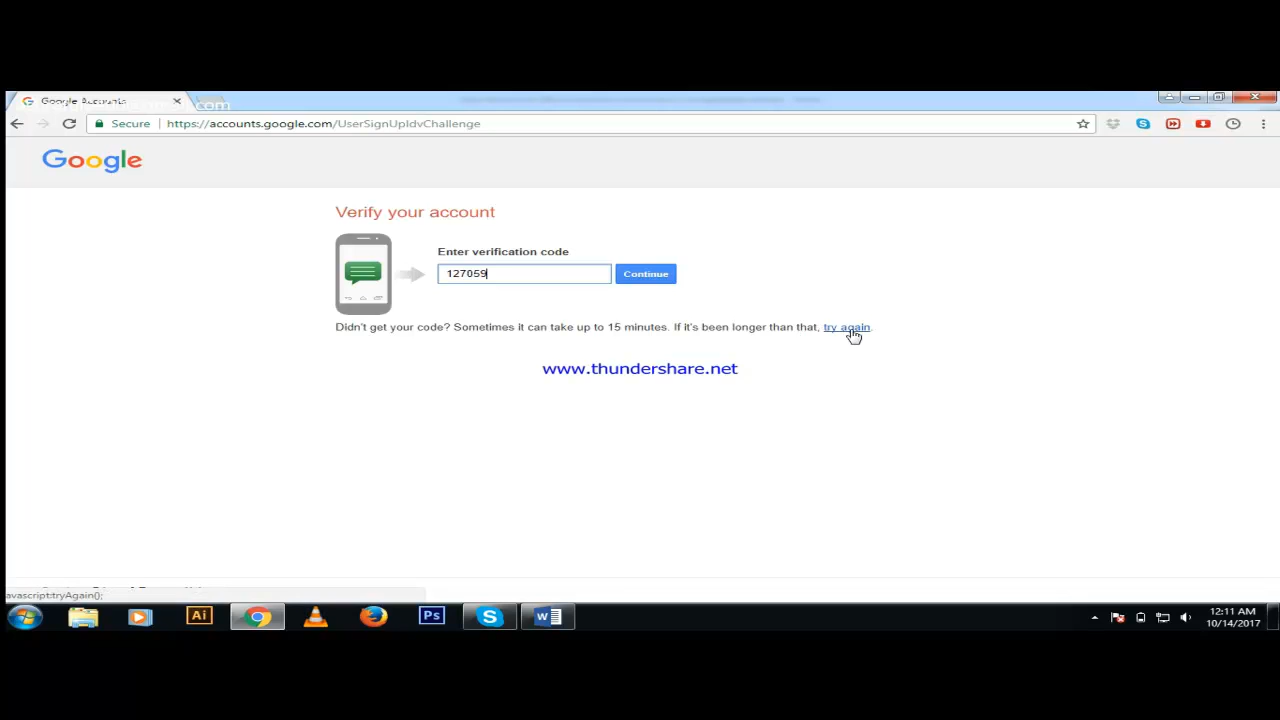 Google Accounts
com
Secure
https://accounts.google.com/UserSignUpIdvChallenge
Google
Verify your account
Enter verification code
127059
Continue
Didn't get your code? Sometimes it can take up to 15 minutes. If it's been longer than that, try again.
www.thundershare.net
avascript:tryAgain();
Ai
Ps
12:11 AM
10/14/2017